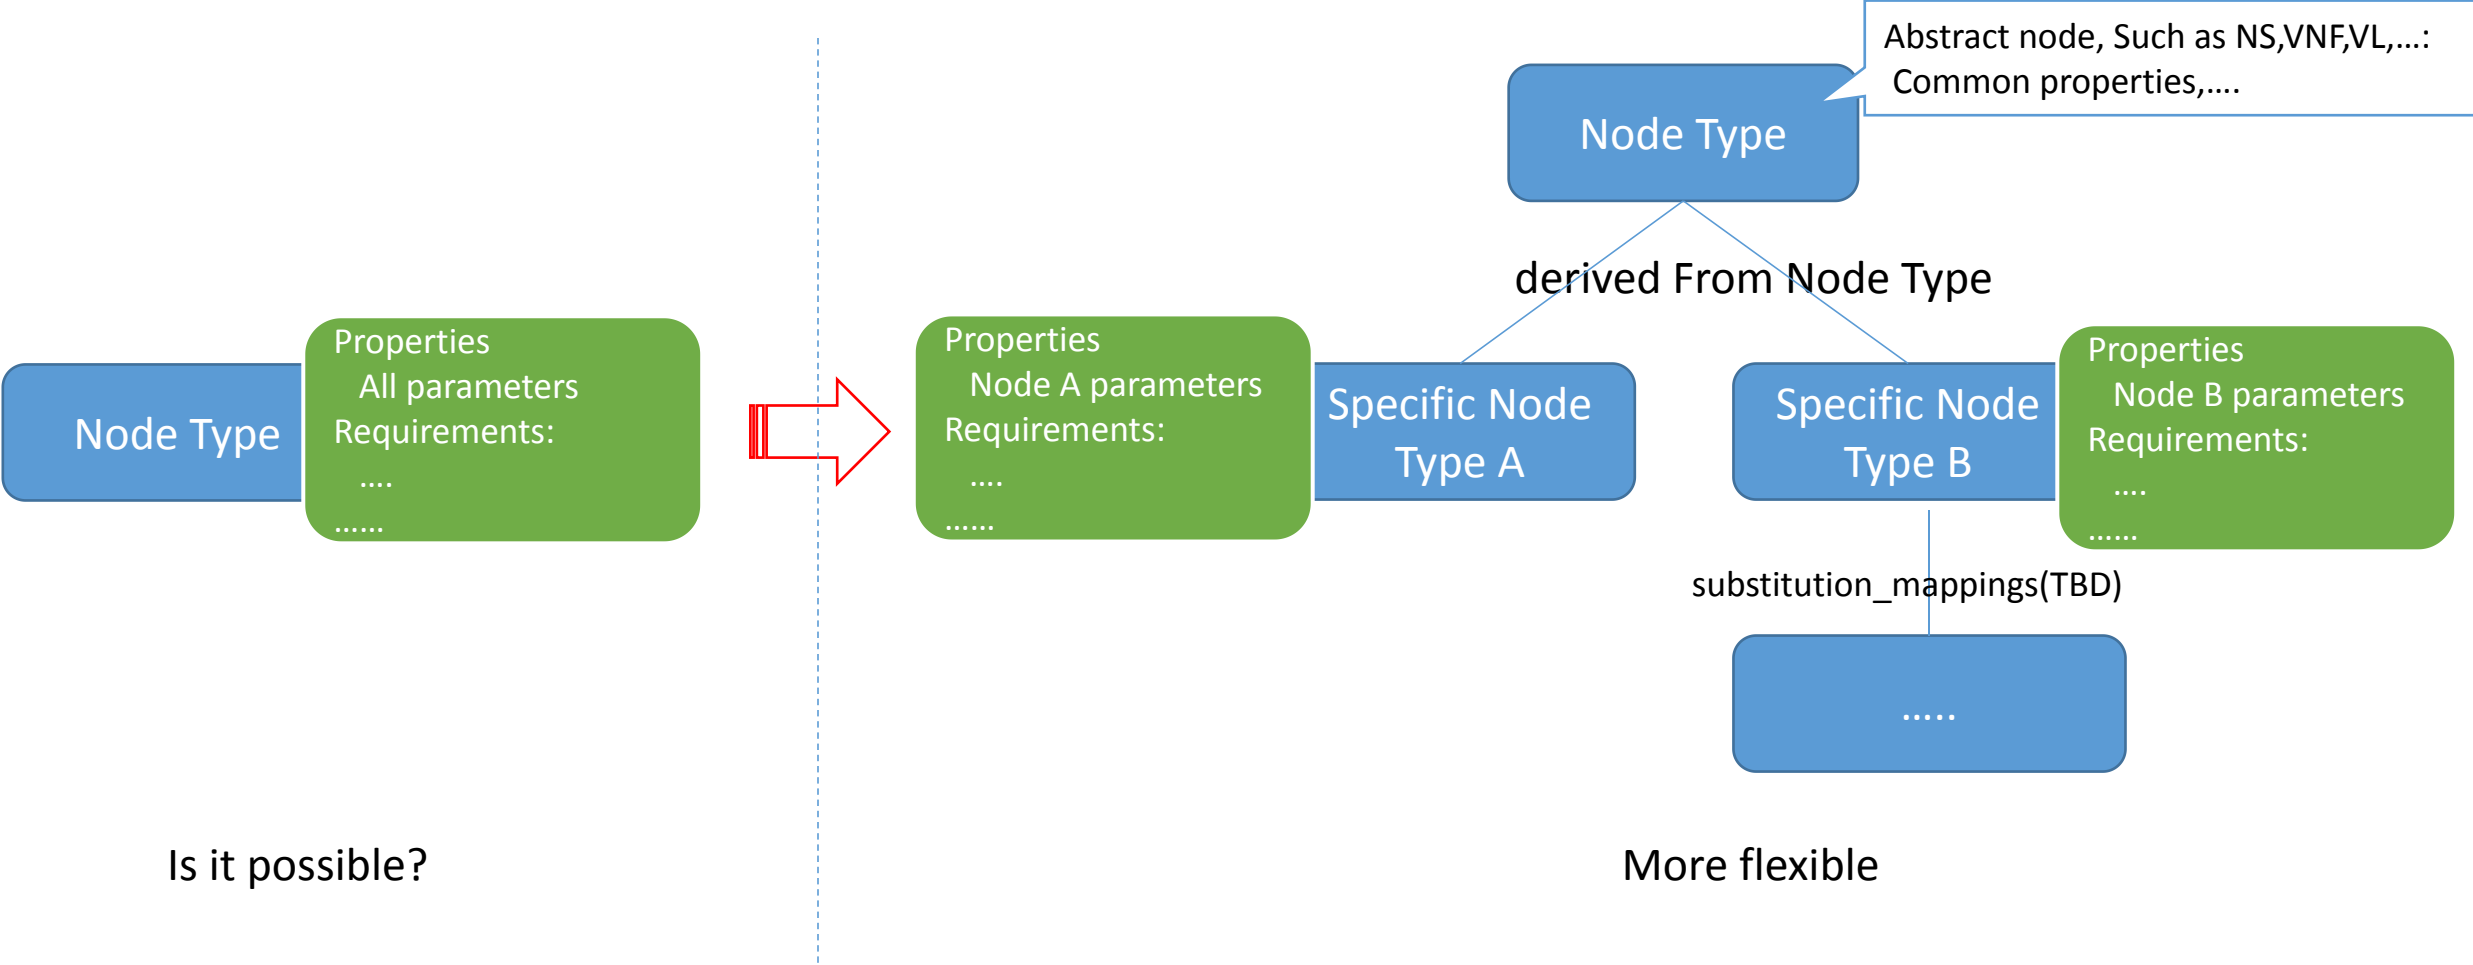 Abstract node, Such as NS,VNF,VL,...:
Common properties,....
Node Type
derived From Node Type
Node Type
Properties
All parameters
Requirements:
....
......
Properties
Node A parameters
Requirements:
....
......
Specific Node
Type A
Specific Node
Type B
Properties
Node B parameters
Requirements:
....
......
substitution_mappings(TBD)
.....
Is it possible?
More flexible